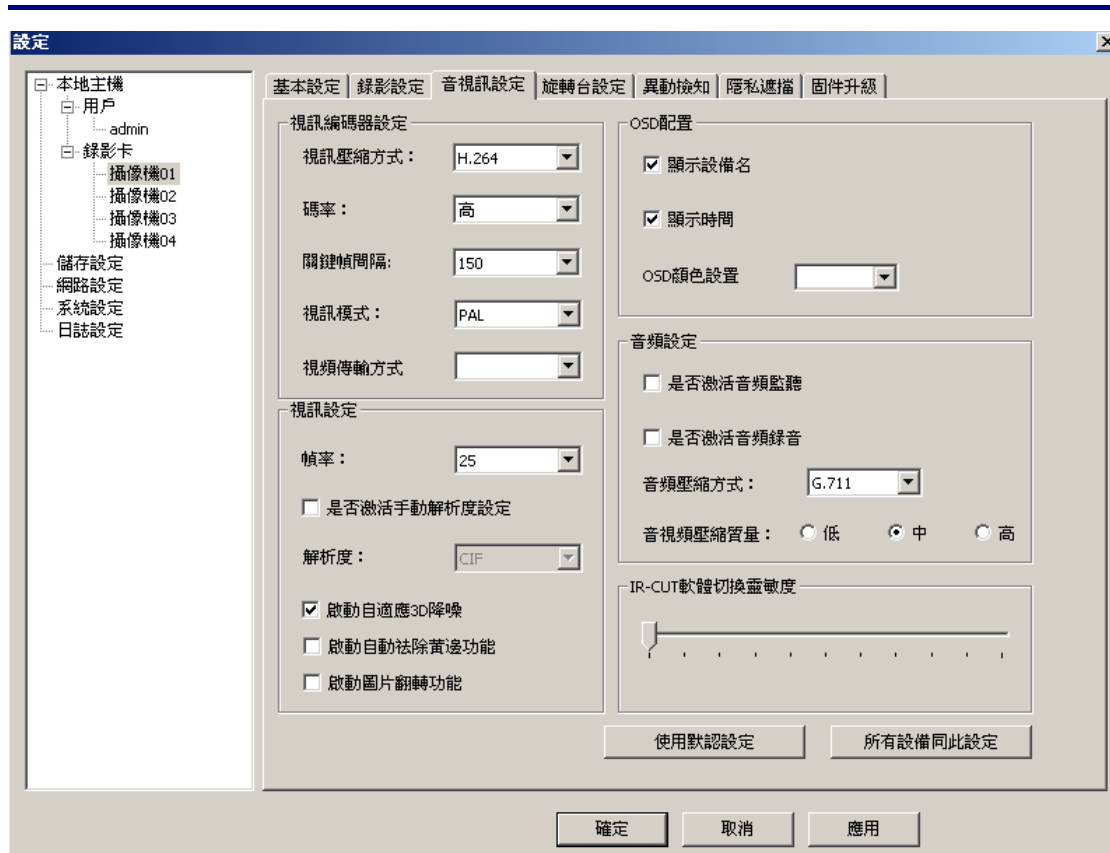 設定
本地主機
用戶
admin
錄影卡
攝像機01
攝像機02
攝像機03
攝像機04
儲存設定
網路設定
系統設定
日誌設定
基本設定 錄影設定 音視訊設定 旋轉台設定 異動檢知 隱私遮擋 固件升級
視訊編碼器設定
視訊壓縮方式： H.264
碼率： 高
關鍵幀間隔: 150
視訊模式： PAL
視頻傳輸方式
視訊設定
幀率： 25
是否激活手動解析度設定
解析度： CIF
啟動自適應3D降噪
啟動自動祛除黃邊功能
啟動圖片翻轉功能
OSD配置
顯示設備名
顯示時間
OSD顏色設置
音頻設定
是否激活音頻監聽
是否激活音頻錄音
音頻壓縮方式： G.711
音視頻壓縮質量： 低 中 高
IR-CUT軟體切換靈敏度
使用默認設定 所有設備同此設定
確定 取消 應用